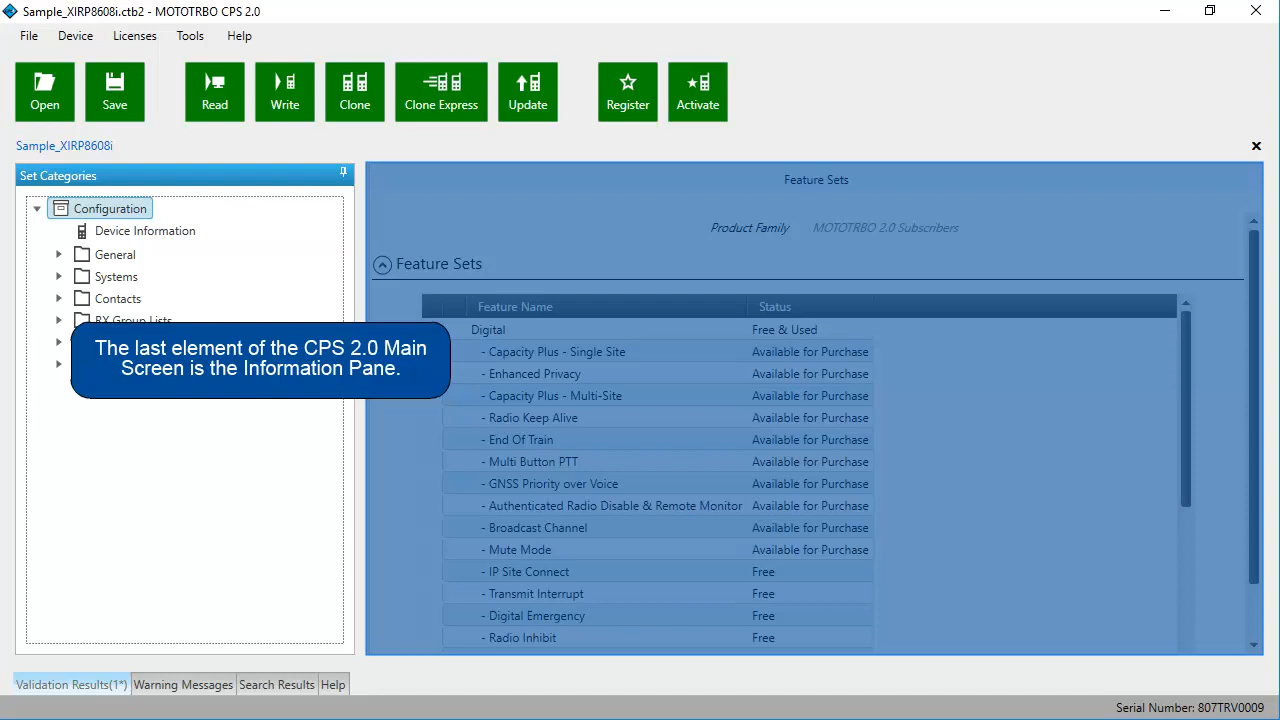 Sample_XIRP8608i.ctb2 - MOTOTRBO CPS 2.0
File Device Licenses Tools Help
Open Save Read Write Clone Clone Express Update Register Activate
Sample_XIRP8608i
Set Categories
Configuration
Device Information
General
Systems
Contacts
RX Group Lists
The last element of the CPS 2.0 Main
Screen is the Information Pane.
Feature Sets
Product Family MOTOTRBO 2.0 Subscribers
Feature Sets
Feature Name Status
Digital Free & Used
- Capacity Plus - Single Site Available for Purchase
- Enhanced Privacy Available for Purchase
- Capacity Plus - Multi-Site Available for Purchase
- Radio Keep Alive Available for Purchase
- End Of Train Available for Purchase
- Multi Button PTT Available for Purchase
- GNSS Priority over Voice Available for Purchase
- Authenticated Radio Disable & Remote Monitor Available for Purchase
- Broadcast Channel Available for Purchase
- Mute Mode Available for Purchase
- IP Site Connect Free
- Transmit Interrupt Free
- Digital Emergency Free
- Radio Inhibit Free
Validation Results(1*) Warning Messages Search Results Help
Serial Number: 807TRV0009